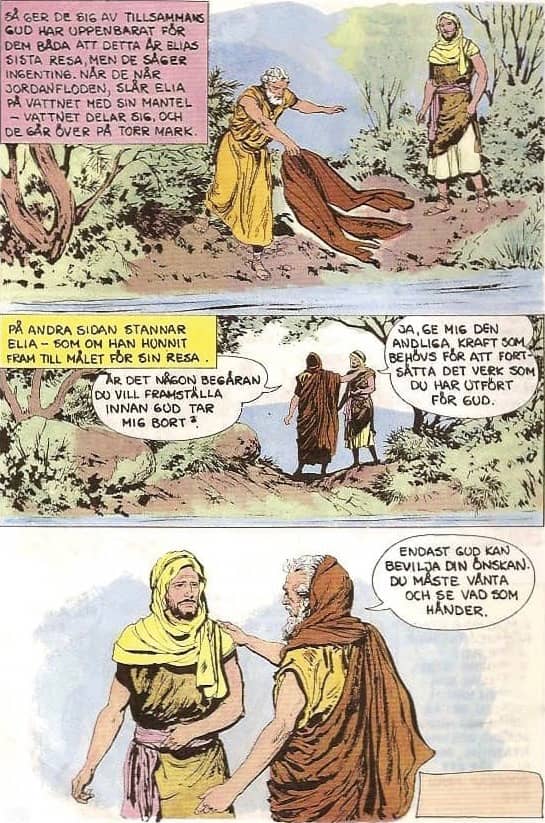 SÅ GER DE SIG AV TILLSAMMANS
GUD HAR UPPENBARAT FÖR
DEM BÅDA ATT DETTA ÄR ELIAS
SISTA RESA, MEN DE SÄGER
INGENTING. NÄR DE NÅR
JORDANFLODEN, SLÅR ELIA
PÅ VATTNET MED SIN MANTEL
– VATTNET DELAR SIG, OCH
DE GÅR ÖVER PÅ TORR MARK.
PÅ ANDRA SIDAN STANNAR
ELIA – SOM OM HAN HUNNIT
FRAM TILL MÅLET FÖR SIN RESA.
ÄR DET NÅGON BEGÄRAN
DU VILL FRAMSTÄLLA
INNAN GUD TAR
MIG BORT?
JA, GE MIG DEN
ANDLIGA, KRAFT SOM
BEHÖVS FÖR ATT FORT-
SÄTTA DET VERK SOM
DU HAR UTFÖRT
FÖR GUD.
ENDAST GUD KAN
BEVILJA DIN ÖNSKAN.
DU MÅSTE VÄNTA
OCH SE VAD SOM
HÄNDER.